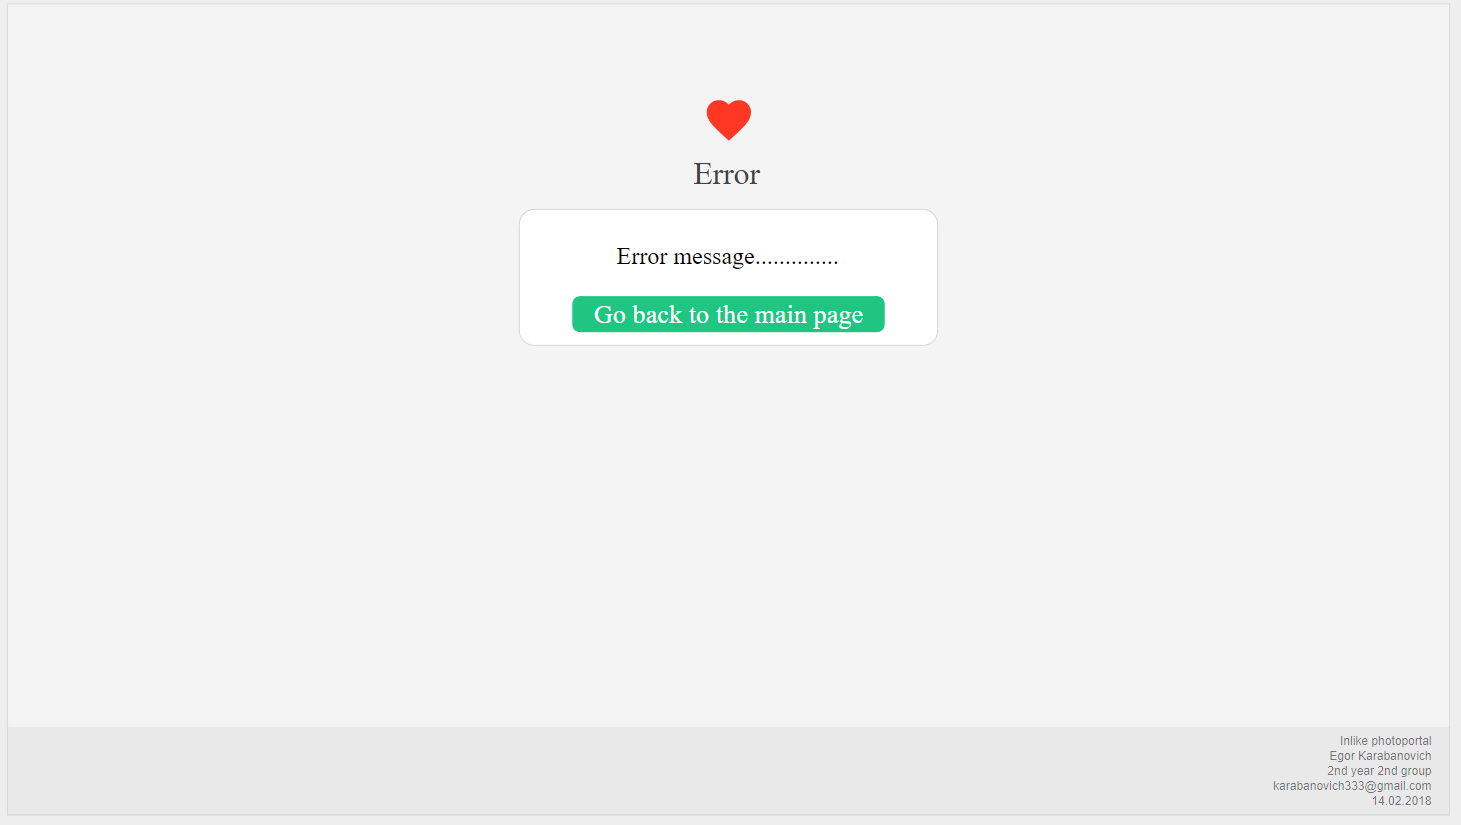 Error
Error message..............
Go back to the main page
Inlike photoportal
Egor Karabanovich
2nd year 2nd group
karabanovich333@gmail.com
14.02.2018